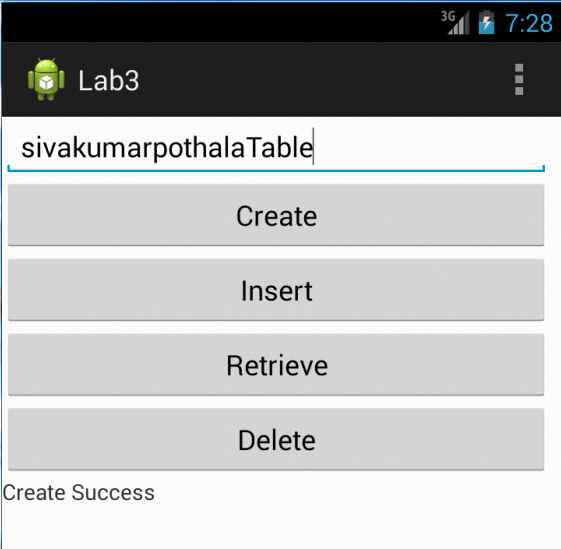 3G 7:28
Lab3
sivakumarpothalaTable
Create
Insert
Retrieve
Delete
Create Success